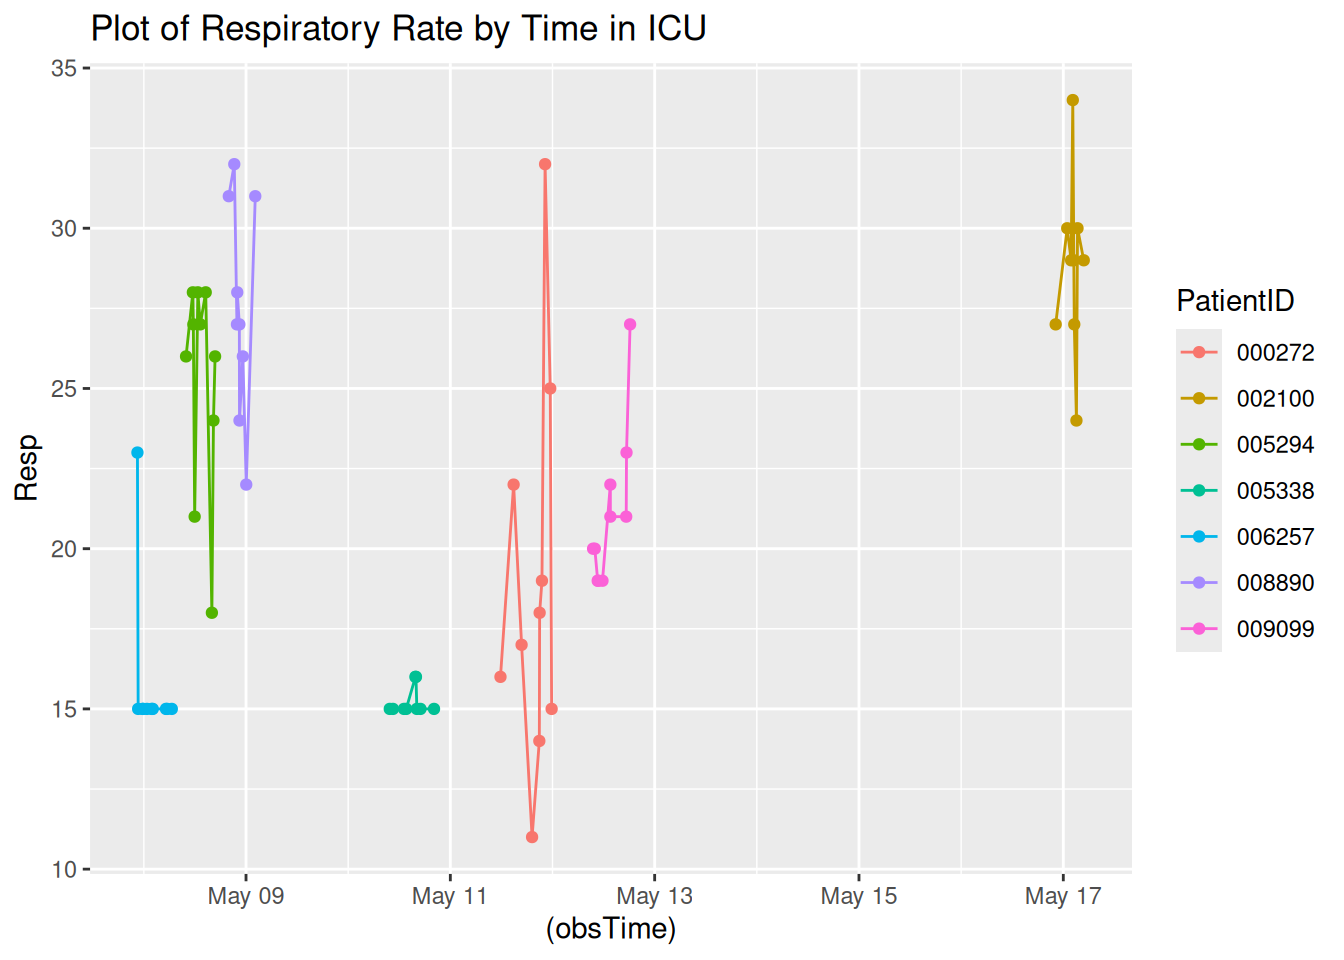 Plot of Respiratory Rate by Time in ICU
35
30
25
20
15
10
Resp
May 09
May 11
May 13
May 15
May 17
(obsTime)
PatientID
000272
002100
005294
005338
006257
008890
009099